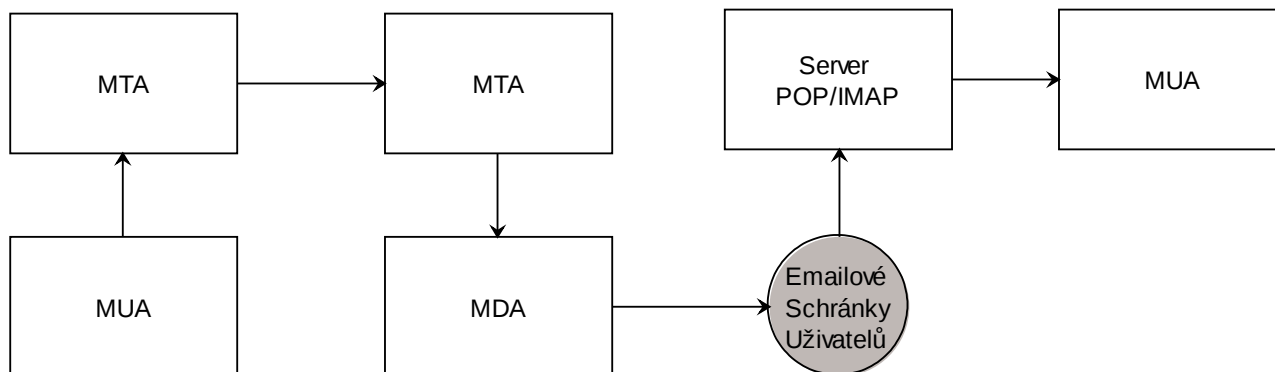 MTA
MTA
Server
POP/IMAP
MUA
MUA
MDA
Emailové
Schránky
Uživatelů